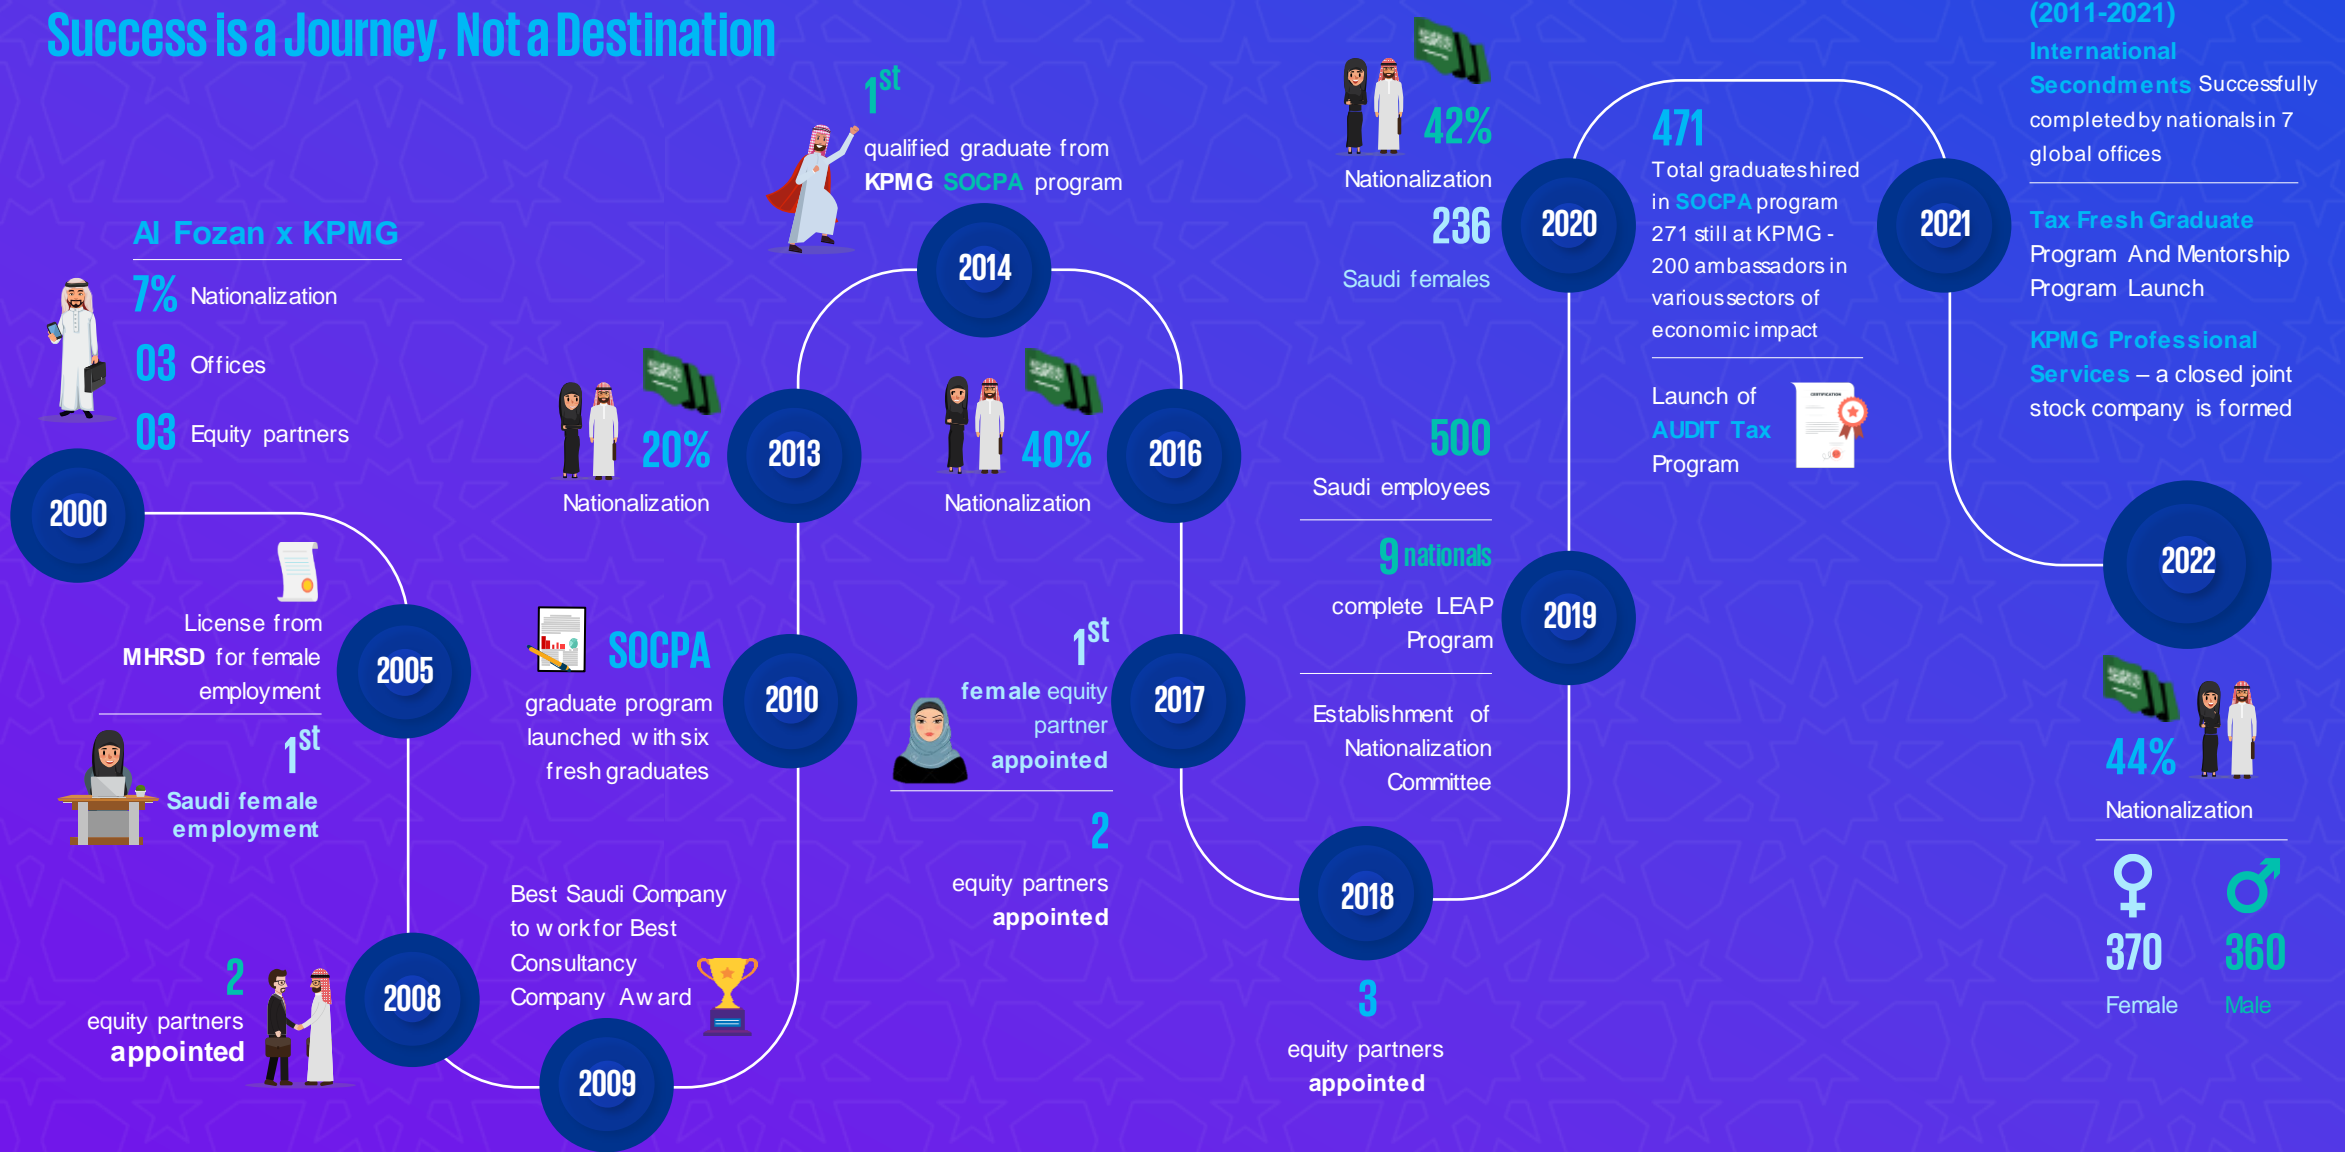 Success is a Journey, Not a Destination
Al Fozan x KPMG
7% Nationalization
03 Offices
03 Equity partners
2000
License from
MHRSD for female
employment
1st
Saudi female
employment
2005
2
equity partners
appointed
2008
Best Saudi Company
to work for Best
Consultancy
Company Award
2009
SOCPA
graduate program
launched with six
fresh graduates
2010
20%
Nationalization
2013
1st
qualified graduate from
KPMG SOCPA program
2014
40%
Nationalization
2016
1st
female equity
partner
appointed
2
equity partners
appointed
2017
2018
3
equity partners
appointed
500
Saudi employees
9 nationals
complete LEAP
Program
Establishment of
Nationalization
Committee
2019
42%
Nationalization
236
Saudi females
2020
471
Total graduates hired
in SOCPA program
271 still at KPMG -
200 ambassadors in
various sectors of
economic impact
Launch of
AUDIT Tax
Program
CERTIFICATION
2021
(2011-2021)
International
Secondments Successfully
completed by nationals in 7
global offices
Tax Fresh Graduate
Program And Mentorship
Program Launch
KPMG Professional
Services – a closed joint
stock company is formed
2022
44%
Nationalization
370
Female
360
Male